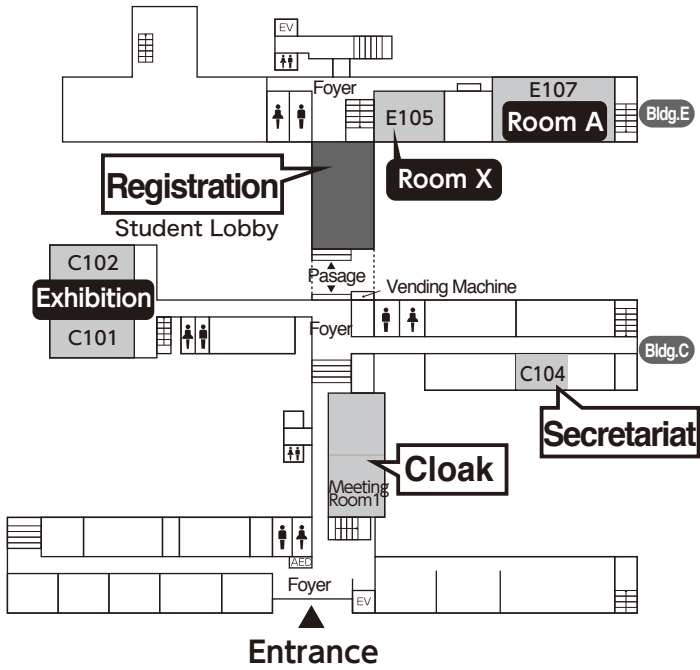 EV
Foyer
E107
E105
Room A
Bldg.E
Room X
Registration
Student Lobby
C102
Pasage
Vending Machine
Exhibition
Foyer
C101
Bldg.C
C104
Secretariat
Cloak
Meeting
Room1
AED
Foyer
EV
Entrance